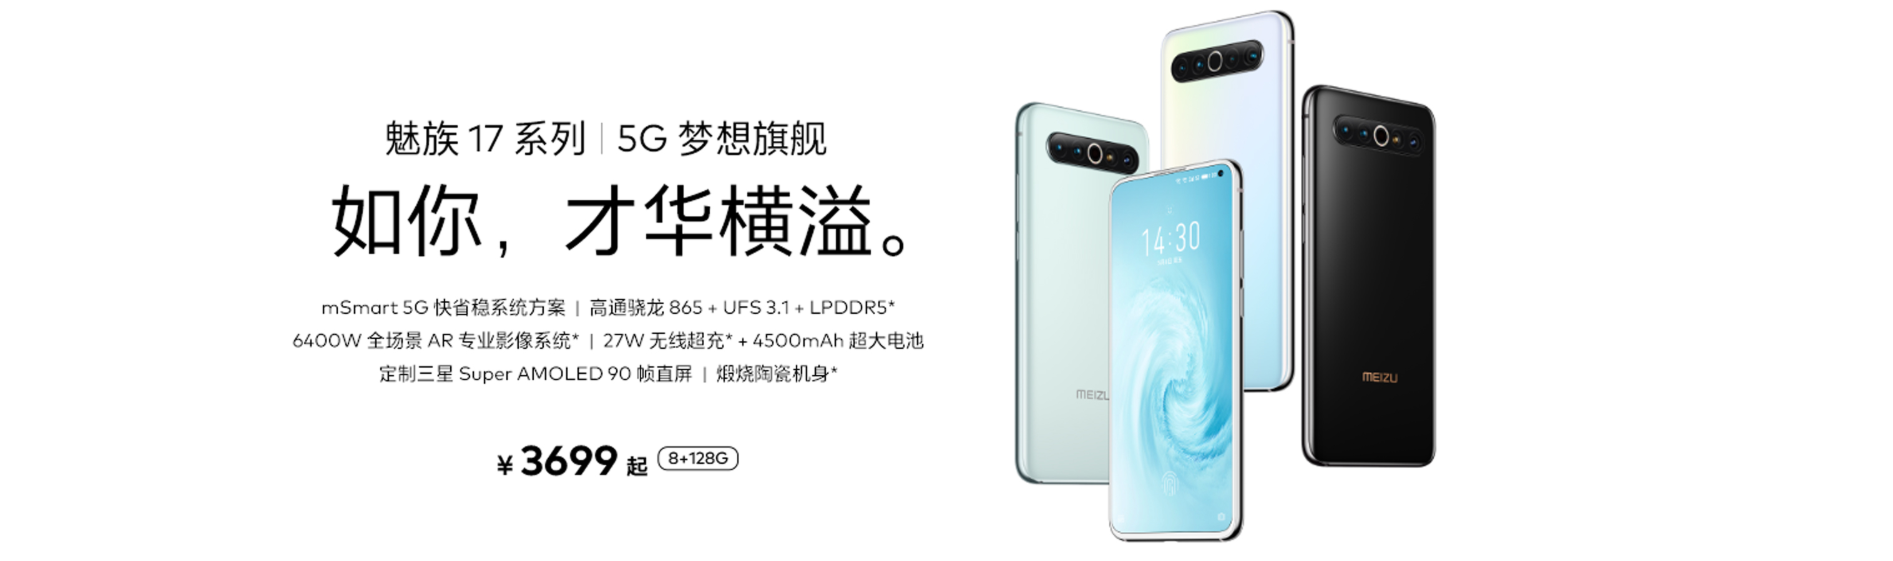 魅族 17 系列 | 5G 梦想旗舰
如你，才华横溢。
mSmart 5G 快省稳系统方案 | 高通骁龙 865 + UFS 3.1 + LPDDR5*
6400W 全场景 AR 专业影像系统* | 27W 无线超充* + 4500mAh 超大电池
定制三星 Super AMOLED 90 帧直屏 | 煅烧陶瓷机身*
¥ 3699 起 8+128G
14:30
MEIZU
MEIZU